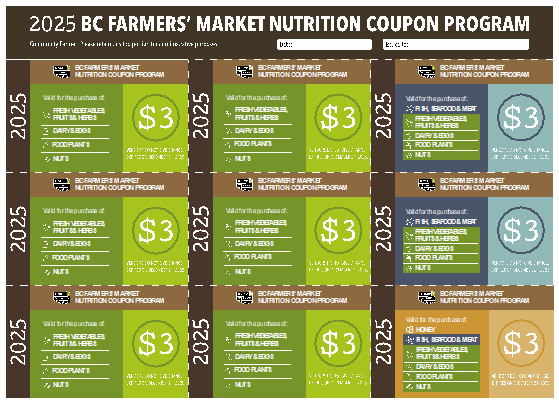 2025 BC FARMERS' MARKET NUTRITION COUPON PROGRAM
2025
BC FARMERS' MARKET
NUTRITION COUPON PROGRAM
Valid for the purchase of:
FRESH VEGETABLES,
FRUITS & HERBS
DAIRY & EGGS
FOOD PLANTS
NUTS
$3
2025
BC FARMERS' MARKET
NUTRITION COUPON PROGRAM
Valid for the purchase of:
FRESH VEGETABLES,
FRUITS & HERBS
DAIRY & EGGS
FOOD PLANTS
NUTS
$3
2025
BC FARMERS' MARKET
NUTRITION COUPON PROGRAM
Valid for the purchase of:
FISH, SEAFOOD & MEAT
FRESH VEGETABLES,
FRUITS & HERBS
DAIRY & EGGS
FOOD PLANTS
NUTS
$3
2025
BC FARMERS' MARKET
NUTRITION COUPON PROGRAM
Valid for the purchase of:
FRESH VEGETABLES,
FRUITS & HERBS
DAIRY & EGGS
FOOD PLANTS
NUTS
$3
2025
BC FARMERS' MARKET
NUTRITION COUPON PROGRAM
Valid for the purchase of:
FRESH VEGETABLES,
FRUITS & HERBS
DAIRY & EGGS
FOOD PLANTS
NUTS
$3
2025
BC FARMERS' MARKET
NUTRITION COUPON PROGRAM
Valid for the purchase of:
FISH, SEAFOOD & MEAT
FRESH VEGETABLES,
FRUITS & HERBS
DAIRY & EGGS
FOOD PLANTS
NUTS
$3
2025
BC FARMERS' MARKET
NUTRITION COUPON PROGRAM
Valid for the purchase of:
FRESH VEGETABLES,
FRUITS & HERBS
DAIRY & EGGS
FOOD PLANTS
NUTS
$3
2025
BC FARMERS' MARKET
NUTRITION COUPON PROGRAM
Valid for the purchase of:
FRESH VEGETABLES,
FRUITS & HERBS
DAIRY & EGGS
FOOD PLANTS
NUTS
$3
2025
BC FARMERS' MARKET
NUTRITION COUPON PROGRAM
Valid for the purchase of:
HONEY
FISH, SEAFOOD & MEAT
FRESH VEGETABLES,
FRUITS & HERBS
DAIRY & EGGS
FOOD PLANTS
NUTS
$3